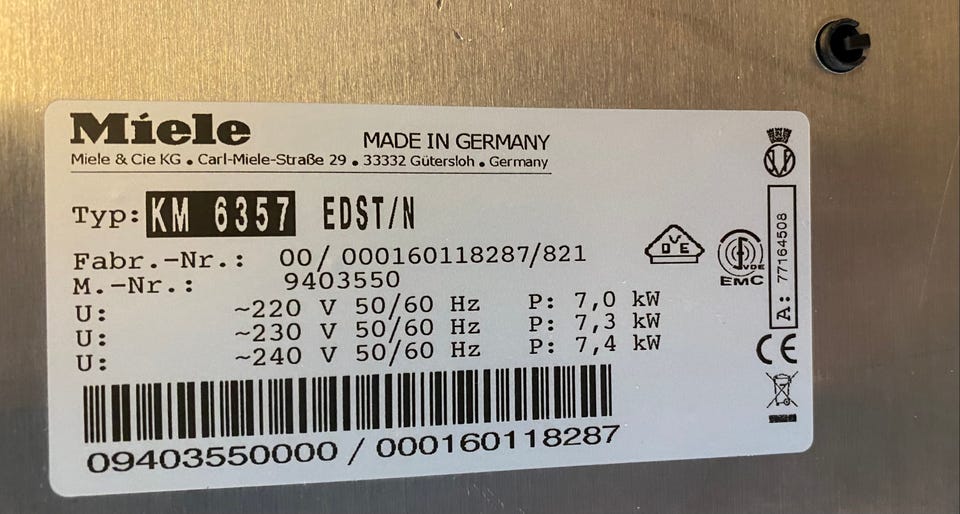 Miele
MADE IN GERMANY
Miele & Cie KG • Carl-Miele-Straße 29 • 33332 Gütersloh • Germany
Typ: KM 6357 EDST/N
Fabr.-Nr.: 00/ 000160118287/821
M.-Nr.: 9403550
U: ~220 V 50/60 Hz P: 7,0 kW
U: ~230 V 50/60 Hz P: 7,3 kW
U: ~240 V 50/60 Hz P: 7,4 kW
09403550000 / 000160118287
VDE
VDE
EMC
A: 77164508
CE